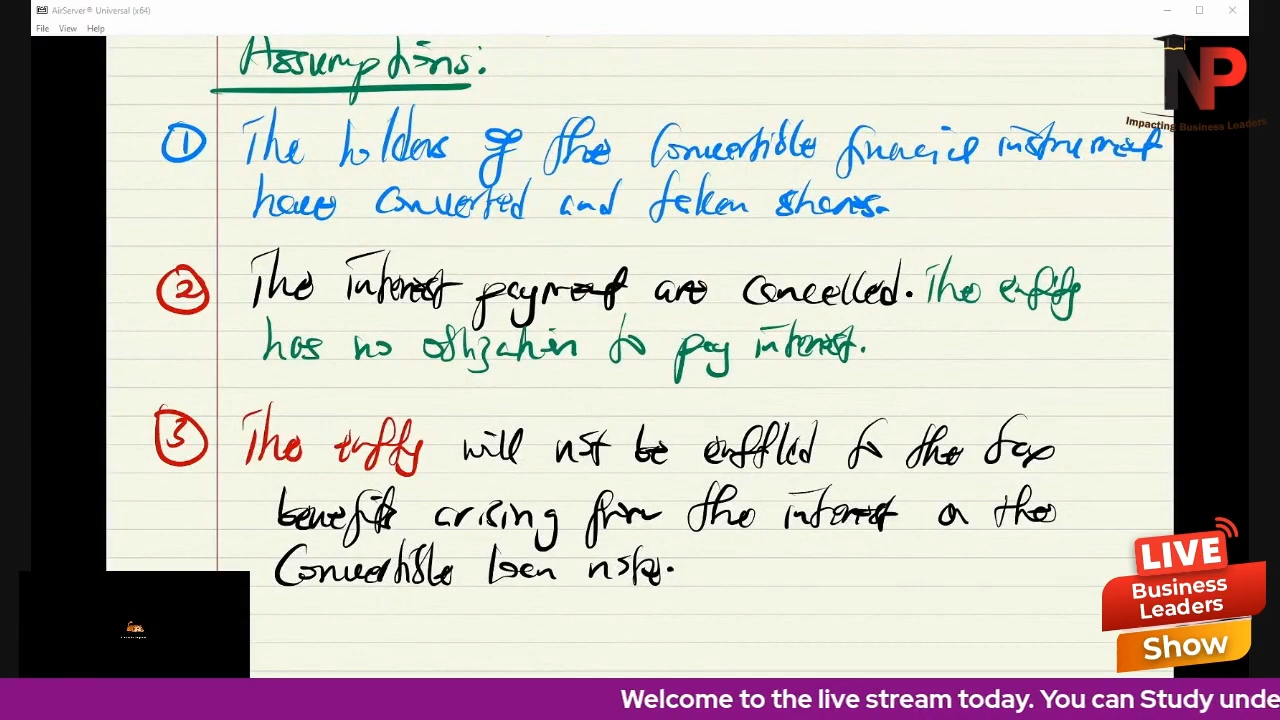 AirServer® Universal (x64)
File View Help
NP
Impacting Business Leaders
Assumptions:
① The holders of the Convertible financial instrument
have converted and taken shares.
② The interest payment are cancelled. The entity
has no obligation to pay interest.
③ The entity will not be entitled to the tax
benefit arising from the interest on the
Convertible loan note.
LIVE
Business
Leaders
Show
Welcome to the live stream today. You can Study unde